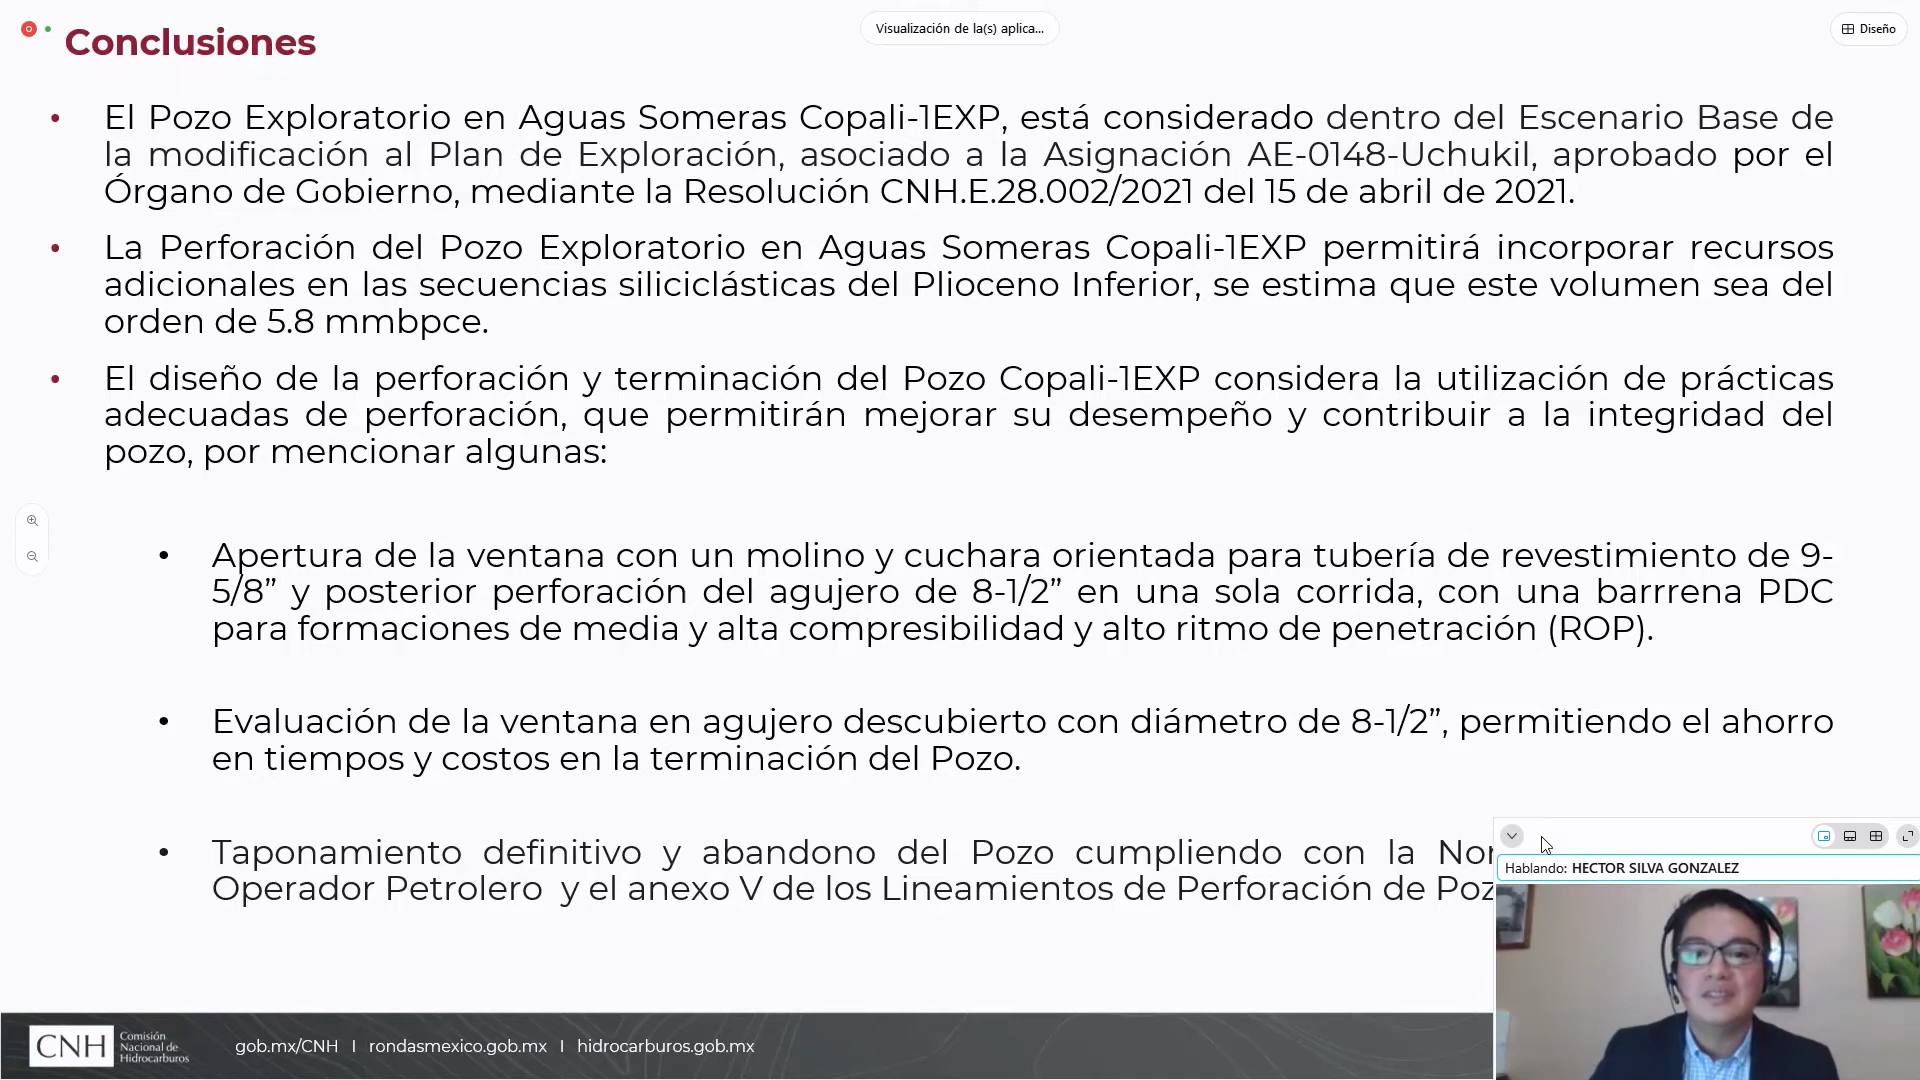 Conclusiones
Visualización de la(s) aplica...
Diseño
• El Pozo Exploratorio en Aguas Someras Copali-1EXP, está considerado dentro del Escenario Base de
la modificación al Plan de Exploración, asociado a la Asignación AE-0148-Uchukil, aprobado por el
Órgano de Gobierno, mediante la Resolución CNH.E.28.002/2021 del 15 de abril de 2021.
• La Perforación del Pozo Exploratorio en Aguas Someras Copali-1EXP permitirá incorporar recursos
adicionales en las secuencias siliciclásticas del Plioceno Inferior, se estima que este volumen sea del
orden de 5.8 mmbpce.
• El diseño de la perforación y terminación del Pozo Copali-1EXP considera la utilización de prácticas
adecuadas de perforación, que permitirán mejorar su desempeño y contribuir a la integridad del
pozo, por mencionar algunas:
• Apertura de la ventana con un molino y cuchara orientada para tubería de revestimiento de 9-
5/8” y posterior perforación del agujero de 8-1/2” en una sola corrida, con una barrrena PDC
para formaciones de media y alta compresibilidad y alto ritmo de penetración (ROP).
• Evaluación de la ventana en agujero descubierto con diámetro de 8-1/2”, permitiendo el ahorro
en tiempos y costos en la terminación del Pozo.
• Taponamiento definitivo y abandono del Pozo cumpliendo con la
Operador Petrolero y el anexo V de los Lineamientos de Perforación de
Hablando: HECTOR SILVA GONZALEZ
CNH Comisión
Nacional de
Hidrocarburos
gob.mx/CNH I rondasmexico.gob.mx I hidrocarburos.gob.mx